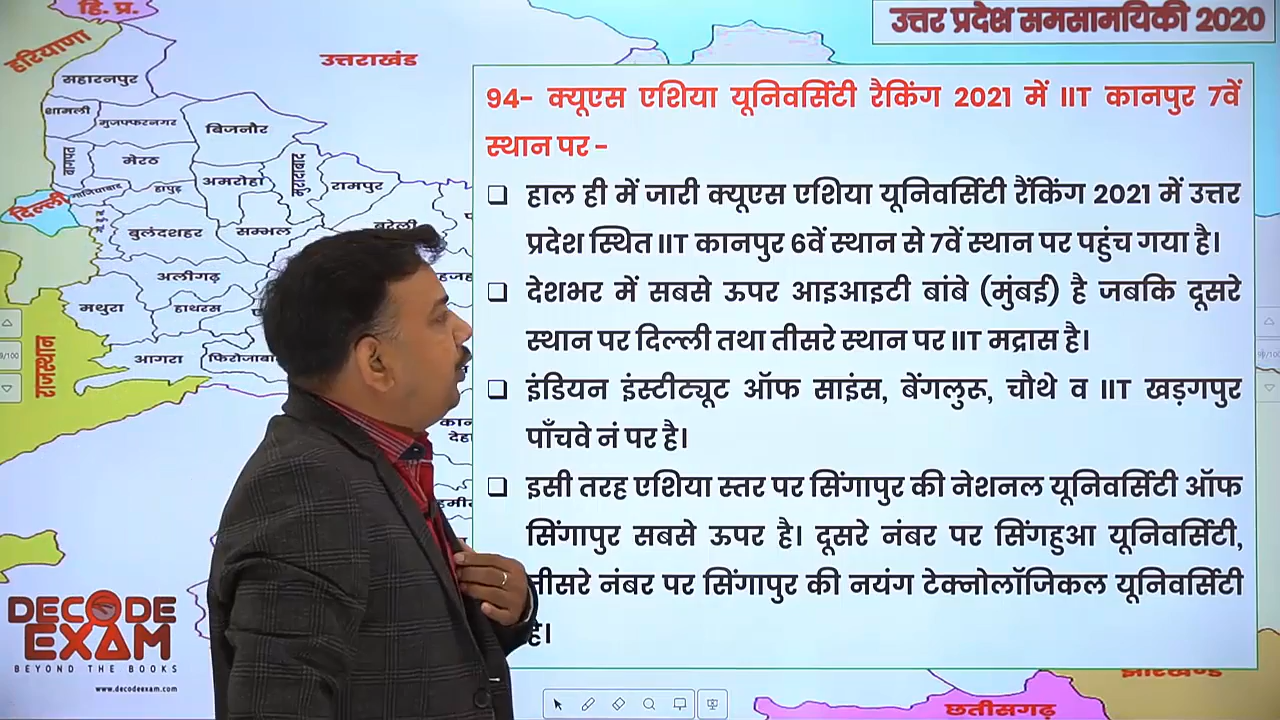 हि. प्र.
उत्तर प्रदेश समसामयिकी 2020
हरियाणा
उत्तराखंड
सहारनपुर
शामली
मुजफ्फरनगर
बिजनौर
बागपत
मेरठ
गाजियाबाद
हापुड़
अमरोहा
मुरादाबाद
रामपुर
दिल्ली
बुलंदशहर
सम्भल
बरेली
अलीगढ़
मथुरा
हाथरस
आगरा
फिरोजाबा
राजस्थान
94- क्यूएस एशिया यूनिवर्सिटी रैकिंग 2021 में IIT कानपुर 7वें
स्थान पर -
❑ हाल ही में जारी क्यूएस एशिया यूनिवर्सिटी रैंकिंग 2021 में उत्तर
प्रदेश स्थित IIT कानपुर 6वें स्थान से 7वें स्थान पर पहुंच गया है।
❑ देशभर में सबसे ऊपर आइआइटी बांबे (मुंबई) है जबकि दूसरे
स्थान पर दिल्ली तथा तीसरे स्थान पर IIT मद्रास है।
❑ इंडियन इंस्टीट्यूट ऑफ साइंस, बेंगलुरू, चौथे व IIT खड़गपुर
पाँचवे नं पर है।
❑ इसी तरह एशिया स्तर पर सिंगापुर की नेशनल यूनिवर्सिटी ऑफ
सिंगापुर सबसे ऊपर है। दूसरे नंबर पर सिंगहुआ यूनिवर्सिटी,
तीसरे नंबर पर सिंगापुर की नयंग टेक्नोलॉजिकल यूनिवर्सिटी
है।
DECODE
EXAM
BEYOND THE BOOKS
www.decodeexam.com
झारखण्ड
छतीसगढ़